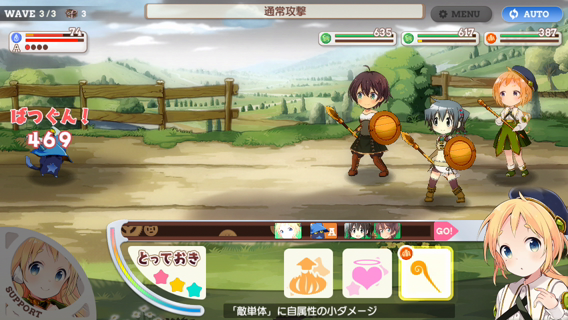 WAVE 3/3 3
通常攻撃
MENU
AUTO
74
A
635
617
387
ばつぐん!
469
A
GO!
とっておき
SUPPORT
「敵単体」に自属性の小ダメージ